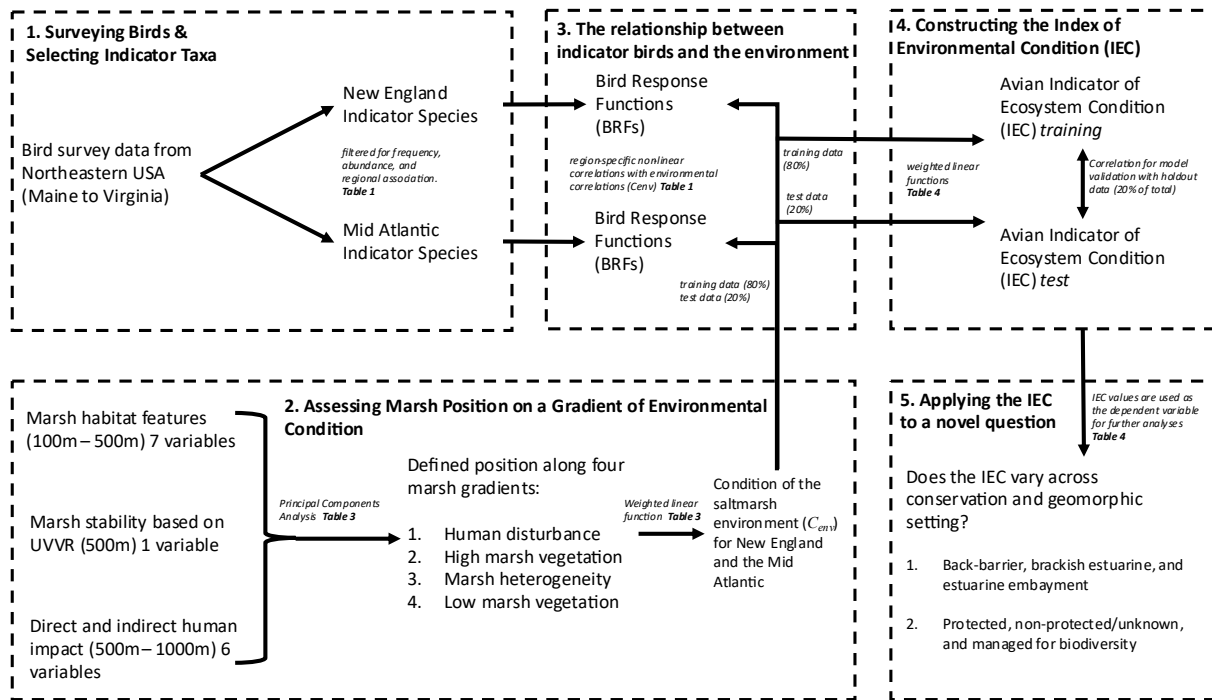 1. Surveying Birds &
Selecting Indicator Taxa
Bird survey data from
Northeastern USA
(Maine to Virginia)
New England
Indicator Species
filtered for frequency,
abundance, and
regional association.
Table 1
Mid Atlantic
Indicator Species
3. The relationship between
indicator birds and the environment
Bird Response
Functions
(BRFs)
region-specific non-linear
correlations with environmental
correlations (Cenv) Table 1
Bird Response
Functions
(BRFs)
training data (80%)
test data (20%)
training data
(80%)
test data
(20%)
4. Constructing the Index of
Environmental Condition (IEC)
Avian Indicator of
Ecosystem Condition
(IEC) training
weighted linear
functions
Table 4
Correlation for model
validation with holdout
data (20% of total)
Avian Indicator of
Ecosystem Condition
(IEC) test
2. Assessing Marsh Position on a Gradient of Environmental
Condition
Marsh habitat features
(100m – 500m) 7 variables
Marsh stability based on
UVVR (500m) 1 variable
Direct and indirect human
impact (500m – 1000m) 6
variables
Principal Components
Analysis Table 3
Defined position along four
marsh gradients:
1. Human disturbance
2. High marsh vegetation
3. Marsh heterogeneity
4. Low marsh vegetation
Weighted linear
function Table 3
Condition of the
saltmarsh
environment (Cenv)
for New England
and the Mid
Atlantic
5. Applying the IEC
to a novel question
IEC values are used as
the dependent variable
for further analyses
Table 4
Does the IEC vary across
conservation and geomorphic
setting?
1. Back-barrier, brackish estuarine, and
estuarine embayment
2. Protected, non-protected/unknown,
and managed for biodiversity